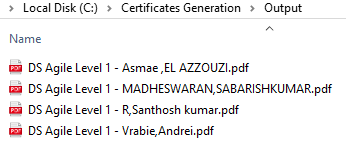 Local Disk (C:) > Certificates Generation > Output
Name
DS Agile Level 1 - Asmae ,EL AZZOUZI.pdf
DS Agile Level 1 - MADHESWARAN,SABARISHKUMAR.pdf
DS Agile Level 1 - R,Santhosh kumar.pdf
DS Agile Level 1 - Vrabie,Andrei.pdf